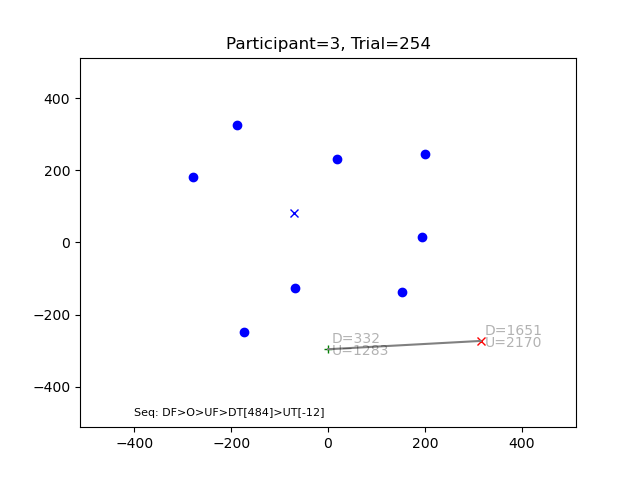 Participant=3, Trial=254
400
200
0
−200
−400
D=332
U=1283
D=1651
U=2170
Seq: DF>O>UF>DT[484]>UT[-12]
−400
−200
0
200
400